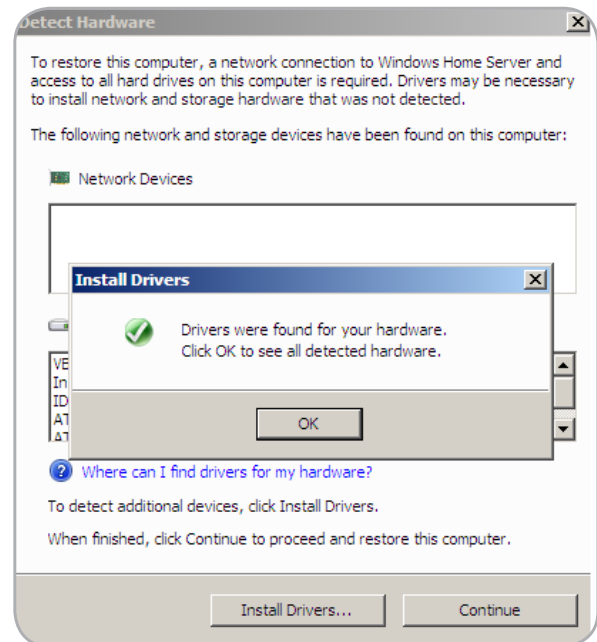 Detect Hardware
To restore this computer, a network connection to Windows Home Server and
access to all hard drives on this computer is required. Drivers may be necessary
to install network and storage hardware that was not detected.
The following network and storage devices have been found on this computer:
Network Devices
Install Drivers
Drivers were found for your hardware.
Click OK to see all detected hardware.
In
ID
AT
AT
OK
Where can I find drivers for my hardware?
To detect additional devices, click Install Drivers.
When finished, click Continue to proceed and restore this computer.
Install Drivers...
Continue